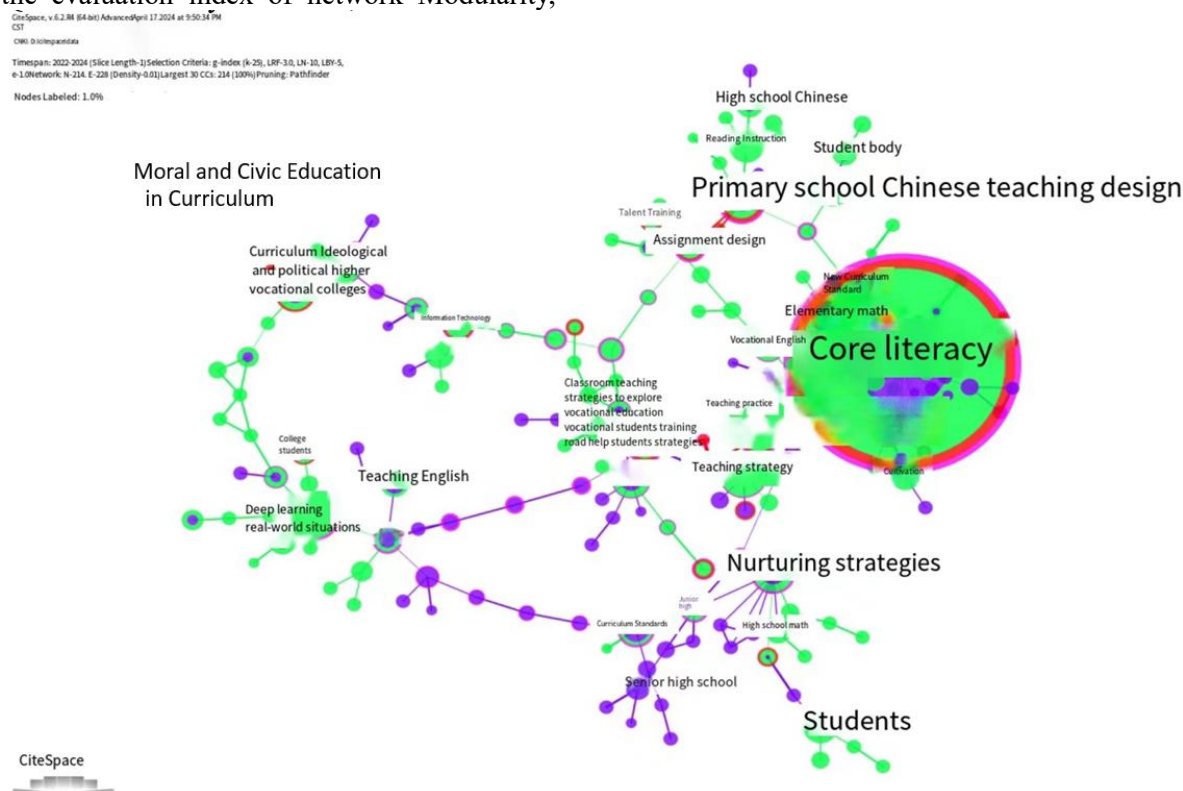 the evaluation index of network Modularity,
CiteSpace, v.6.2.R4 (64-bit) AdvancedApril 17.2024 at 9:50:34 PM
CST
Timespan: 2022-2024 (Slice Length-1)Selection Criteria: g-index (k-25), LRF-3.0, LN-10, LBY-5,
e-1.0Network: N-214. E-228 (Density-0.01)Largest 30 CCs: 214 (100%)Pruning: Pathfinder
Nodes Labeled: 1.0%
High school Chinese
Reading Instruction
Student body
Moral and Civic Education
in Curriculum
Primary school Chinese teaching design
Talent Training
Assignment design
Curriculum Ideological
and political higher
vocational colleges
New Curriculum
Standard
Elementary math
Information Technology
Vocational English
Core literacy
Classroom teaching
strategies to explore
vocational education
vocational students training
road help students strategies
Teaching practice
College
students
Teaching English
Teaching strategy
Cultivation
Deep learning
real-world situations
Nurturing strategies
Junior
high
Curriculum Standards
High school math
Senior high school
Students
CiteSpace